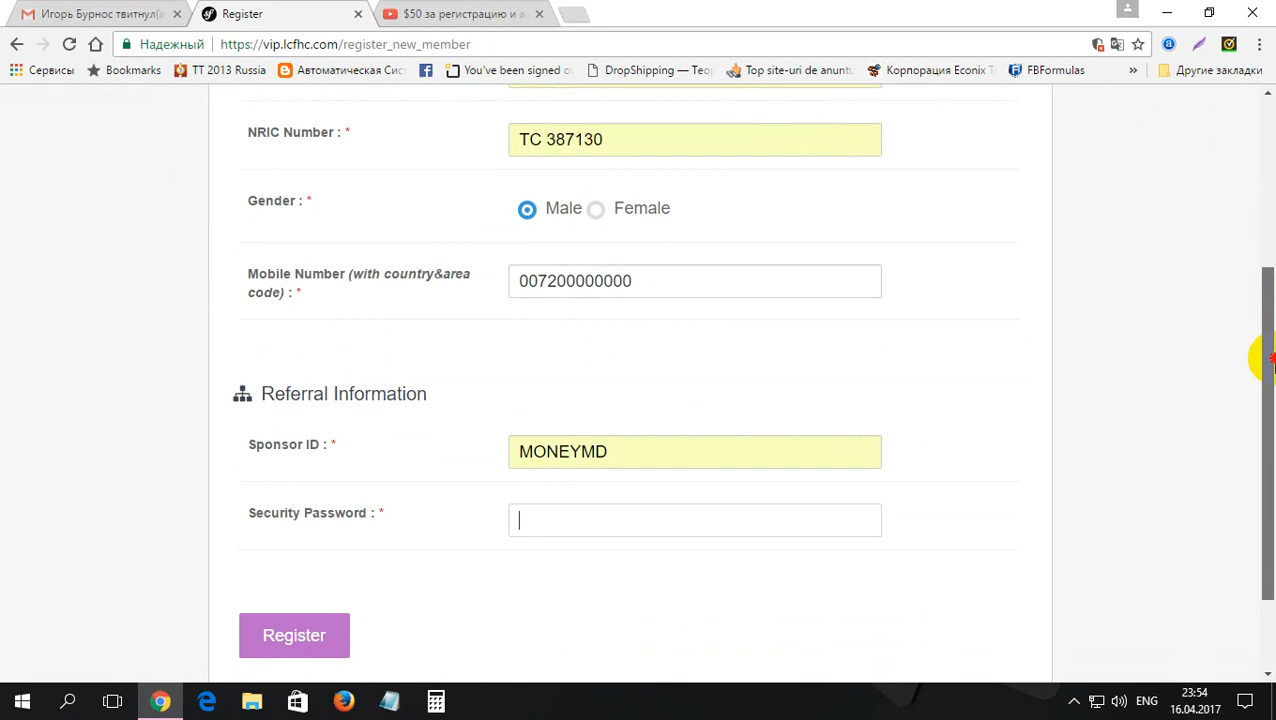 Игорь Бурнос твитнул(а
Register
$50 за регистрацию и а
Надежный
https://vip.lcfhc.com/register_new_member
Сервисы
Bookmarks
TT 2013 Russia
Автоматическая Сис
You've been signed o
DropShipping — Teo
Top site-uri de anuntu
Корпорация Econix T
FBFormulas
»
Другие закладки
NRIC Number : *
TC 387130
Gender : *
Male
Female
Mobile Number (with country&area
code) : *
007200000000
Referral Information
Sponsor ID : *
MONEYMD
Security Password : *
Register
ENG
23:54
16.04.2017